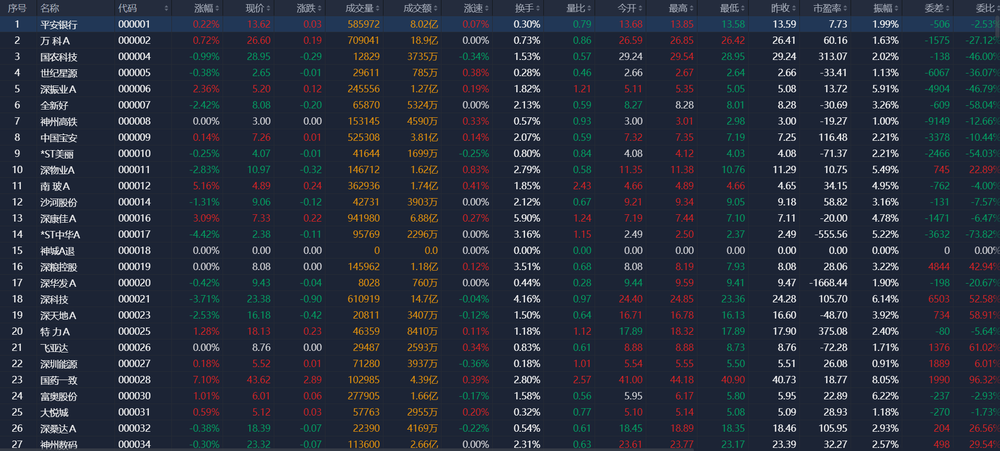 序号 名称 代码 涨幅 现价 涨跌 成交量 成交额 涨速 换手 量比 今开 最高 最低 昨收 市盈率 振幅 委差 委比
1 平安银行 000001 0.22% 13.62 0.03 585972 8.02亿 0.07% 0.30% 0.79 13.68 13.85 13.58 13.59 7.73 1.99% -506 -2.53%
2 万 科A 000002 0.72% 26.60 0.19 709041 18.9亿 0.00% 0.73% 0.86 26.59 26.85 26.42 26.41 60.16 1.63% -1575 -27.12%
3 国农科技 000004 -0.99% 28.95 -0.29 12829 3735万 -0.34% 1.53% 0.57 29.24 29.54 28.95 29.24 313.07 2.02% -138 -46.00%
4 世纪星源 000005 -0.38% 2.65 -0.01 29611 785万 0.38% 0.28% 0.46 2.66 2.67 2.64 2.66 -33.41 1.13% -6067 -36.07%
5 深振业A 000006 2.36% 5.20 0.12 245556 1.27亿 0.19% 1.82% 1.21 5.11 5.35 5.05 5.08 13.72 5.91% -4904 -46.79%
6 全新好 000007 -2.42% 8.08 -0.20 65870 5324万 0.00% 2.13% 0.59 8.27 8.28 8.01 8.28 -30.69 3.26% -609 -58.04%
7 神州高铁 000008 0.00% 3.00 0.00 153145 4590万 0.33% 0.57% 0.93 3.00 3.01 2.98 3.00 -19.27 1.00% -9149 -12.66%
8 中国宝安 000009 0.14% 7.26 0.01 525308 3.81亿 0.14% 2.07% 0.59 7.32 7.35 7.19 7.25 116.48 2.21% -3378 -10.44%
9 *ST美丽 000010 -0.25% 4.07 -0.01 41644 1699万 -0.25% 0.80% 0.84 4.08 4.12 4.03 4.08 -71.37 2.21% -2466 -54.03%
10 深物业A 000011 -2.83% 10.97 -0.32 146712 1.62亿 0.83% 2.79% 0.58 11.35 11.38 10.76 11.29 10.75 5.49% 745 22.89%
11 南 玻A 000012 5.16% 4.89 0.24 362936 1.74亿 0.41% 1.85% 2.43 4.66 4.89 4.66 4.65 34.15 4.95% -762 -4.00%
12 沙河股份 000014 -1.31% 9.06 -0.12 42731 3903万 0.00% 2.12% 0.67 9.21 9.34 9.05 9.18 58.82 3.16% -131 -7.57%
13 深康佳A 000016 3.09% 7.33 0.22 941980 6.88亿 0.27% 5.90% 1.24 7.19 7.44 7.10 7.11 -20.00 4.78% -1471 -6.47%
14 *ST中华A 000017 -4.42% 2.38 -0.11 95769 2296万 0.00% 3.16% 1.15 2.49 2.50 2.37 2.49 -555.56 5.22% -3632 -73.82%
15 神城A退 000018 0.00% 0.00 0.00 0 0.0 0.00% 0.00% 0.00 0.00 0.00 0.00 0.00 0.00 0.00% 0 0.00%
16 深粮控股 000019 0.00% 8.08 0.00 145962 1.18亿 0.12% 3.51% 0.68 8.08 8.19 7.93 8.08 28.06 3.22% 4844 42.94%
17 深华发A 000020 -0.42% 9.43 -0.04 8028 760万 0.00% 0.44% 0.28 9.44 9.59 9.41 9.47 -1668.44 1.90% -198 -20.67%
18 深科技 000021 -3.71% 23.38 -0.90 610919 14.7亿 -0.04% 4.16% 0.97 24.40 24.85 23.36 24.28 105.70 6.14% 6503 52.58%
19 深天地A 000023 -2.53% 16.18 -0.42 20811 3407万 -0.12% 1.50% 0.64 16.71 16.78 16.13 16.60 -48.70 3.92% 734 58.91%
20 特 力A 000025 1.28% 18.13 0.23 46359 8410万 0.11% 1.18% 1.12 17.89 18.32 17.89 17.90 375.08 2.40% -80 -5.64%
21 飞亚达 000026 0.00% 8.76 0.00 29487 2593万 0.34% 0.83% 0.61 8.88 8.88 8.73 8.76 -72.28 1.71% 1376 61.02%
22 深圳能源 000027 0.18% 5.52 0.01 71280 3937万 -0.36% 0.18% 1.01 5.54 5.55 5.50 5.51 26.08 0.91% 1889 6.01%
23 国药一致 000028 7.10% 43.62 2.89 102985 4.39亿 0.39% 2.80% 2.57 41.00 44.18 40.90 40.73 18.77 8.05% 1990 96.32%
24 富奥股份 000030 1.01% 6.01 0.06 277905 1.66亿 -0.17% 1.58% 0.56 5.95 6.17 5.80 5.95 22.89 6.22% -237 -2.93%
25 大悦城 000031 0.59% 5.12 0.03 57763 2955万 0.20% 0.32% 0.77 5.10 5.14 5.08 5.09 28.93 1.18% -270 -1.73%
26 深桑达A 000032 -0.38% 18.39 -0.07 22390 4169万 -0.22% 0.54% 0.61 18.45 18.89 18.35 18.46 105.95 2.93% 204 26.56%
27 神州数码 000034 -0.30% 23.32 -0.07 113600 2.66亿 0.00% 2.31% 0.63 23.61 23.77 23.17 23.39 32.27 2.57% 498 29.54%